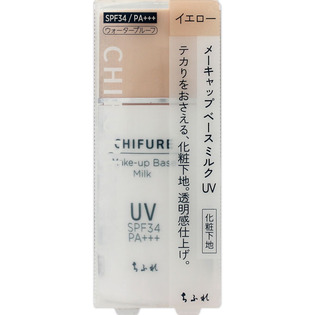 SPF34 / PA+++
ウォータープルーフ
イエロー
メーキャップ ベース ミルク UV
化粧下地
テカリをおさえる、化粧下地。透明感仕上げ。
CHI
CHIFURE
Make-up Base
Milk
UV
SPF34
PA+++
ちふれ